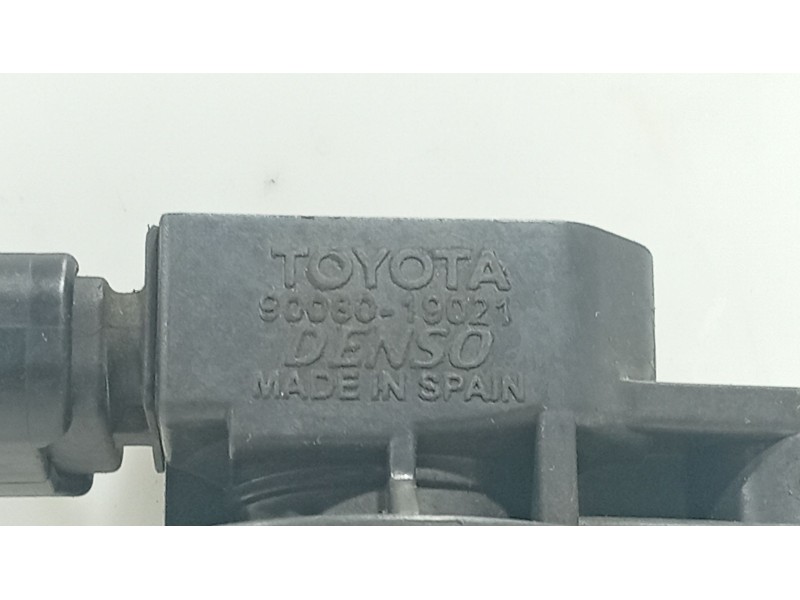 TOYOTA
90080-19021
DENSO
MADE IN SPAIN